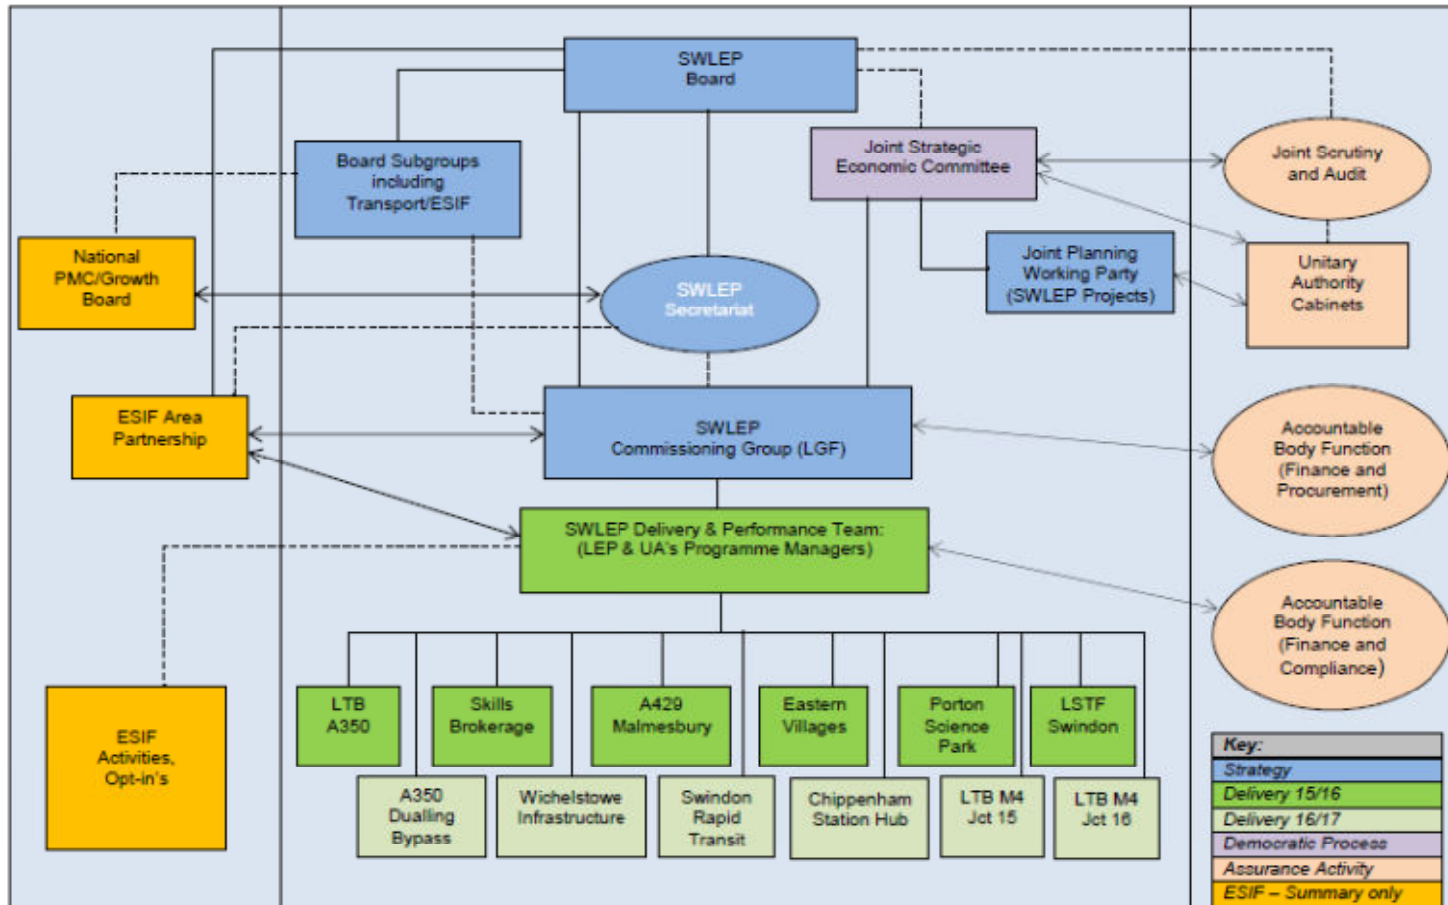 SWLEP
Board
Board Subgroups
including
Transport/ESIF
Joint Strategic
Economic Committee
Joint Scrutiny
and Audit
National
PMC/Growth
Board
SWLEP
Secretariat
Joint Planning
Working Party
(SWLEP Projects)
Unitary
Authority
Cabinets
ESIF Area
Partnership
SWLEP
Commissioning Group (LGF)
Accountable
Body Function
(Finance and
Procurement)
SWLEP Delivery & Performance Team:
(LEP & UA's Programme Managers)
Accountable
Body Function
(Finance and
Compliance)
ESIF
Activities,
Opt-in's
LTB
A350
Skills
Brokerage
A429
Malmesbury
Eastern
Villages
Porton
Science
Park
LSTF
Swindon
A350
Dualling
Bypass
Wichelstowe
Infrastructure
Swindon
Rapid
Transit
Chippenham
Station Hub
LTB M4
Jct 15
LTB M4
Jct 16
Key:
Strategy
Delivery 15/16
Delivery 16/17
Democratic Process
Assurance Activity
ESIF – Summary only